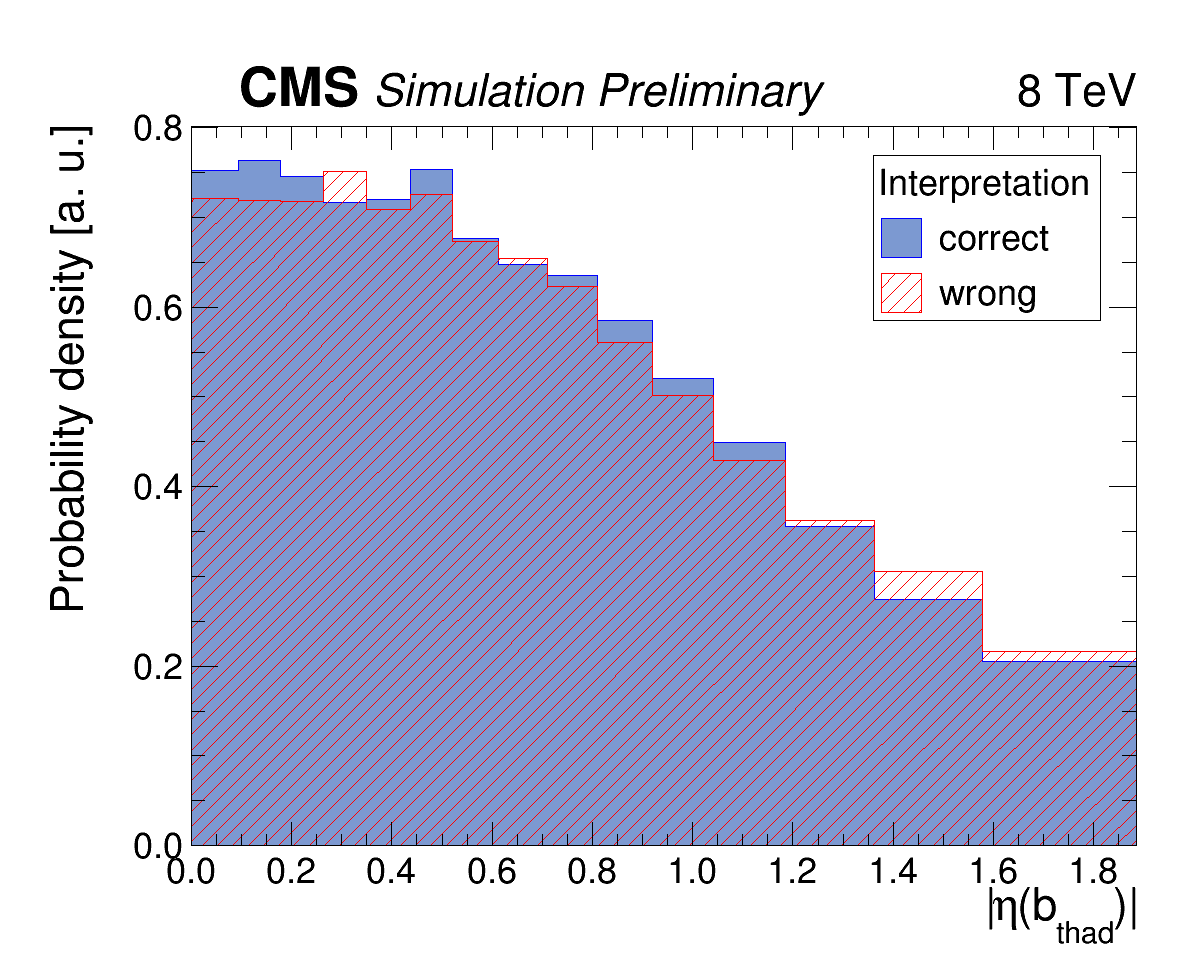 CMS Simulation Preliminary 8 TeV
Probability density [a. u.]
0.8
0.6
0.4
0.2
0.0
Interpretation
correct
wrong
0.0 0.2 0.4 0.6 0.8 1.0 1.2 1.4 1.6 1.8
|η(b_thad)|